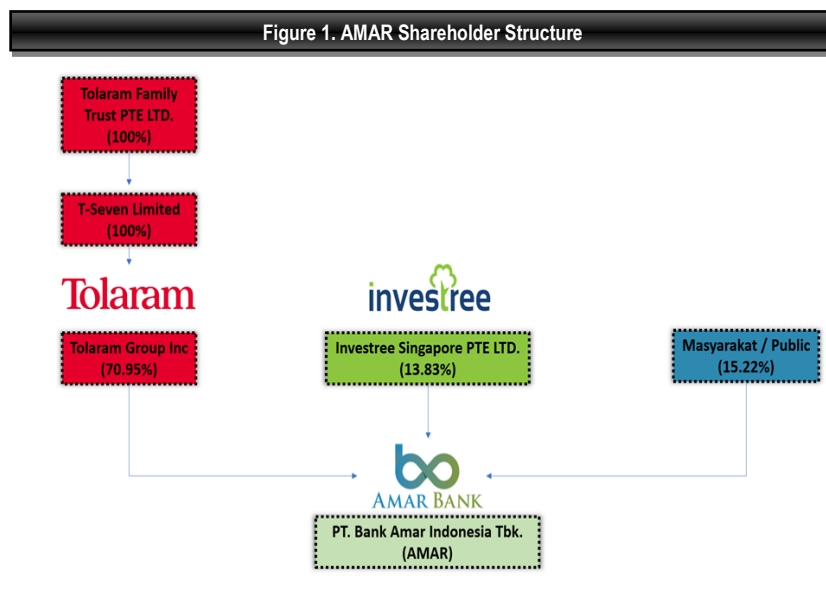 Figure 1. AMAR Shareholder Structure
Tolaram Family
Trust PTE LTD.
(100%)
T-Seven Limited
(100%)
Tolaram
investree
Tolaram Group Inc
(70.95%)
Investree Singapore PTE LTD.
(13.83%)
Masyarakat / Public
(15.22%)
AMAR BANK
PT. Bank Amar Indonesia Tbk.
(AMAR)